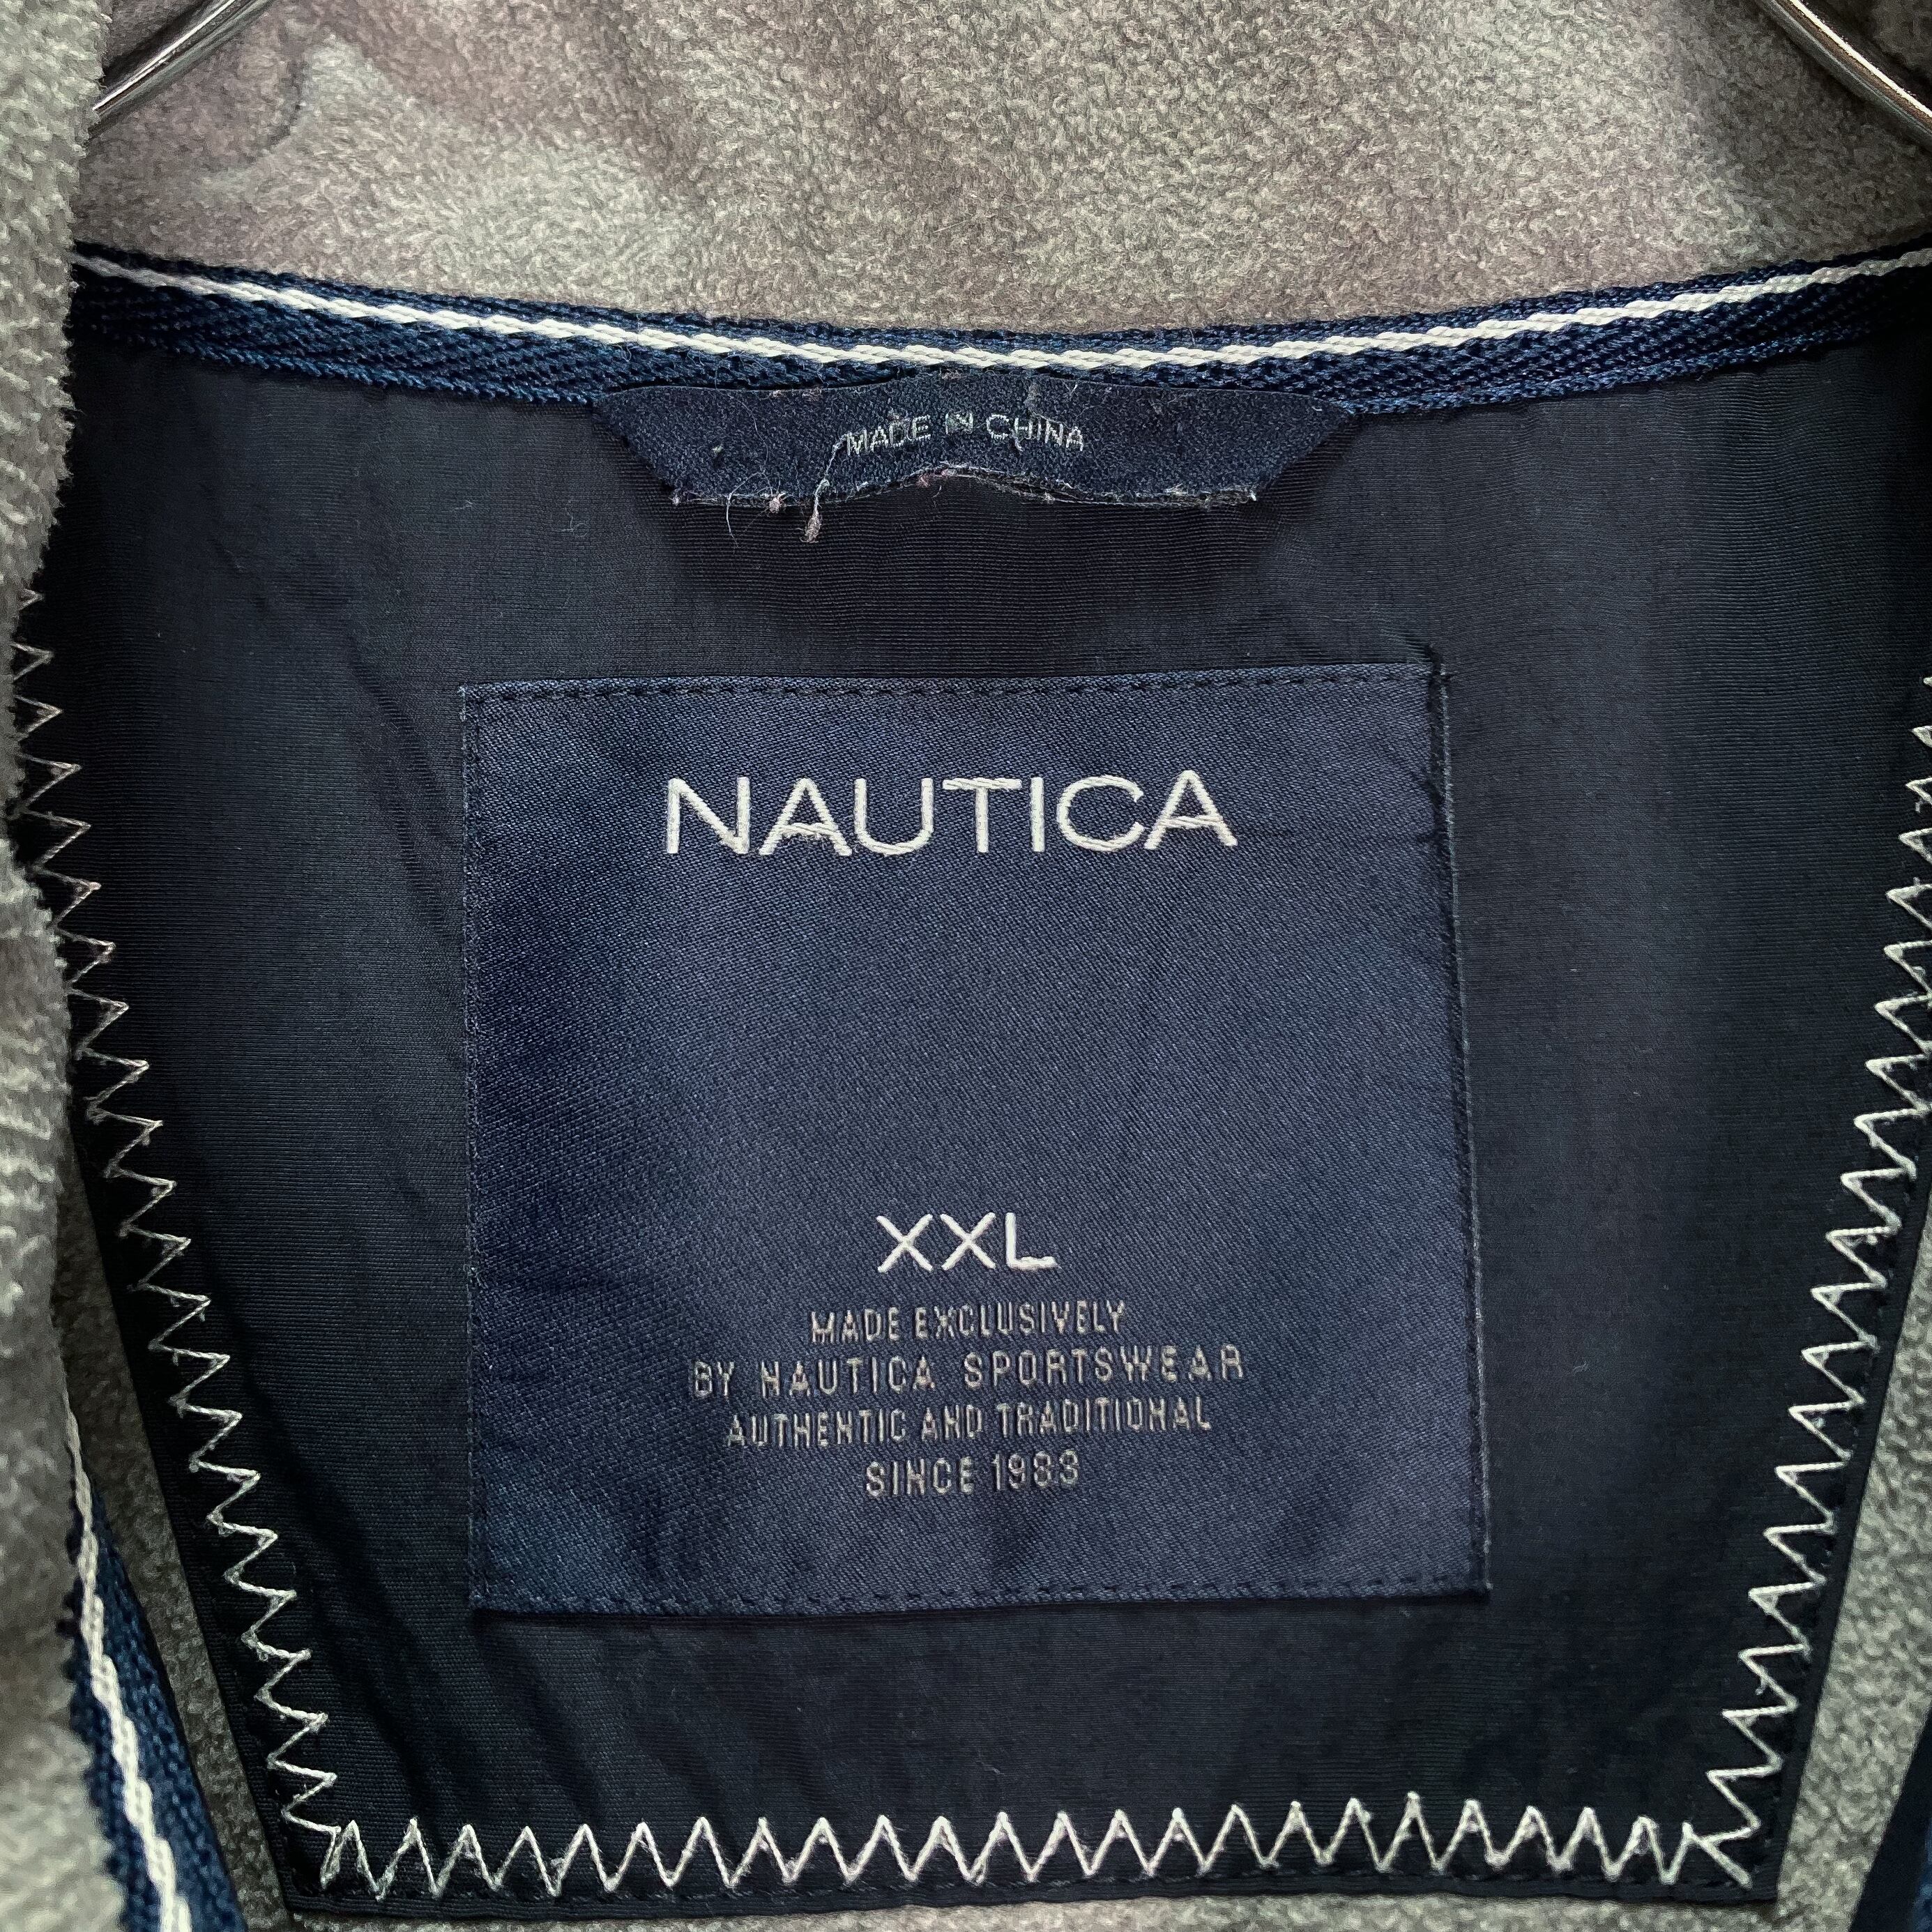 MADE IN CHINA
NAUTICA
XXL
MADE EXCLUSIVELY
BY NAUTICA SPORTSWEAR
AUTHENTIC AND TRADITIONAL
SINCE 1983